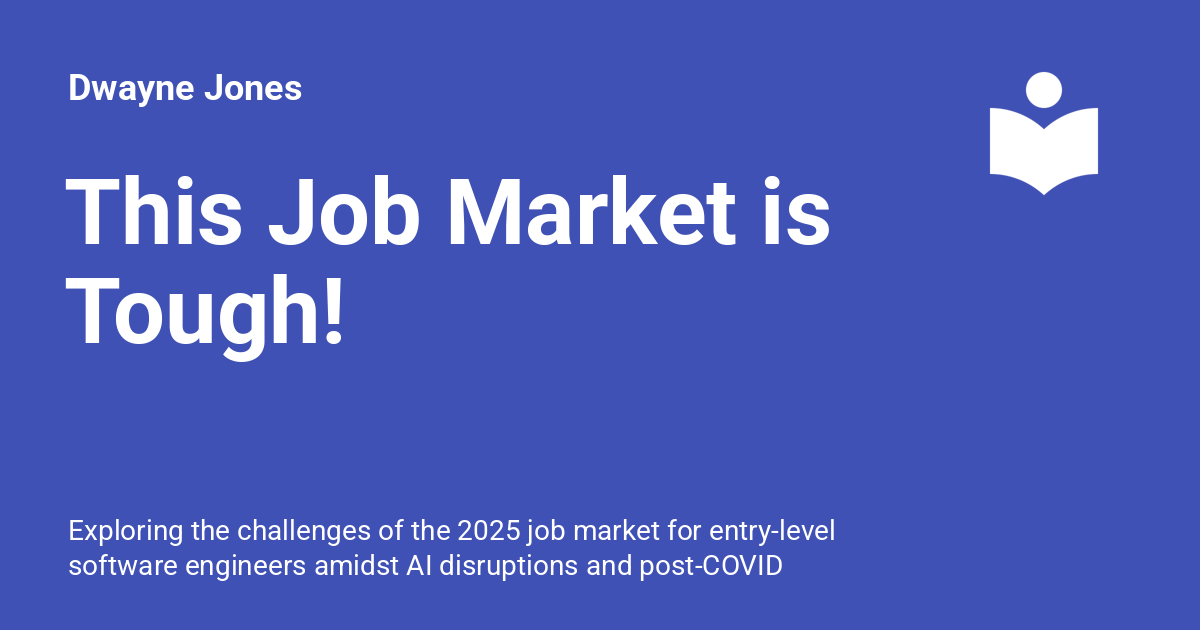 Dwayne Jones
This Job Market is
Tough!
Exploring the challenges of the 2025 job market for entry-level
software engineers amidst AI disruptions and post-COVID